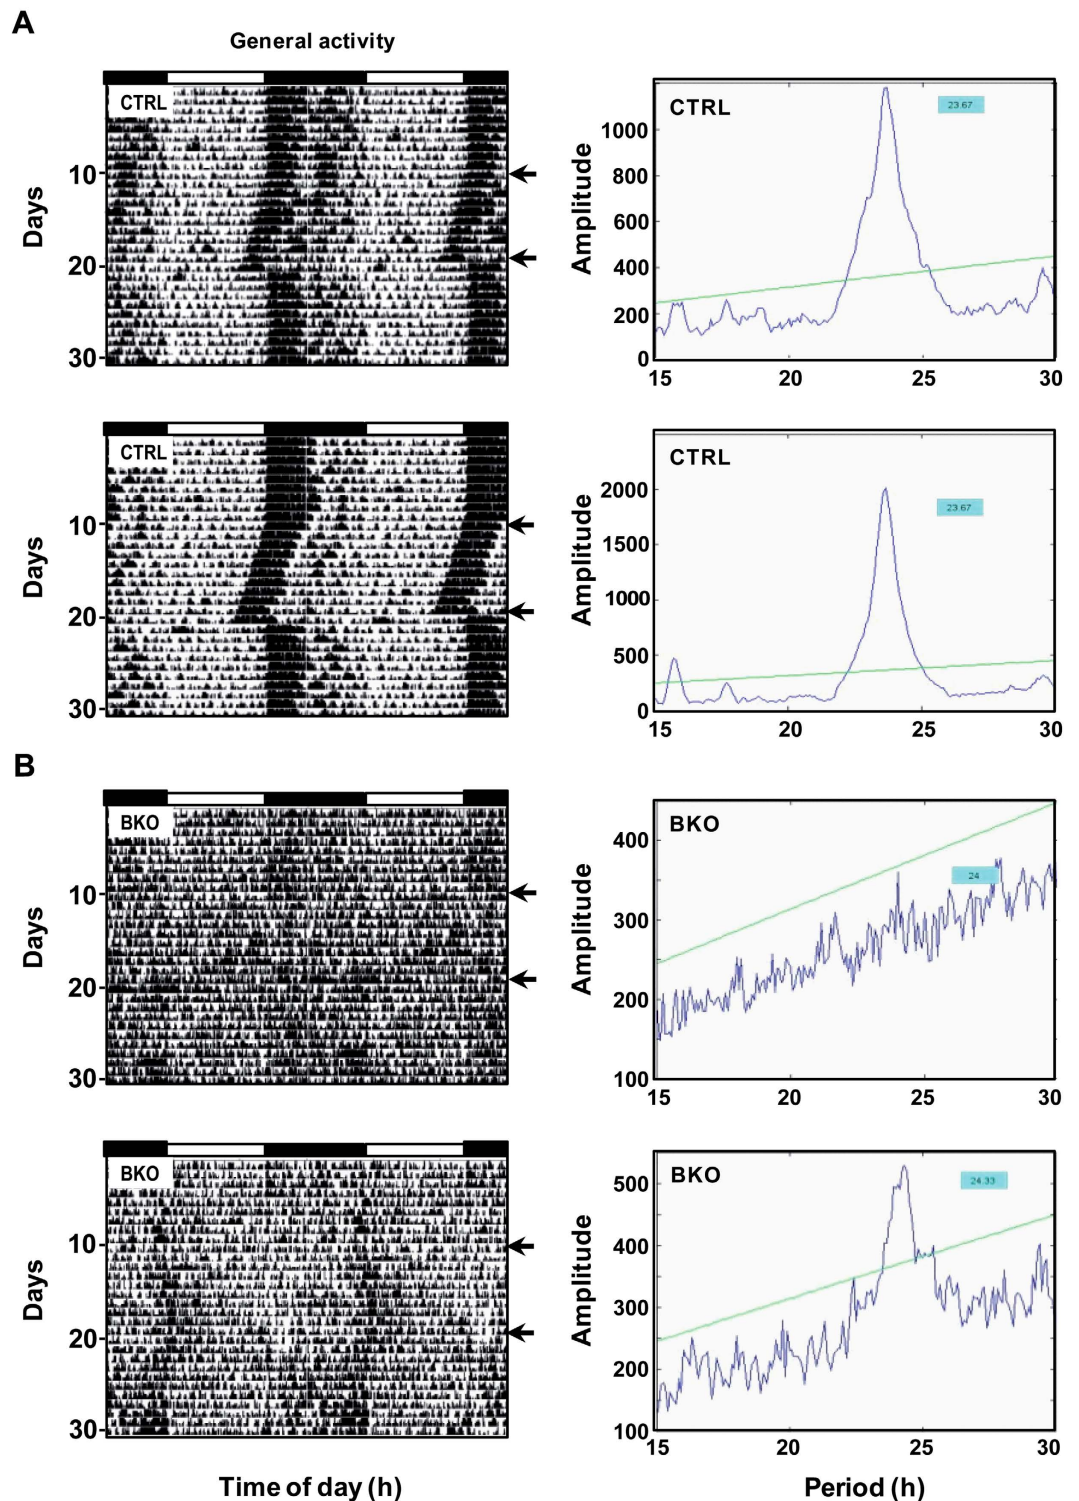 A
General activity
CTRL
Days
10
20
30
CTRL
23.67
Amplitude
1000
800
600
400
200
0
15
20
25
30
CTRL
Days
10
20
30
CTRL
23.67
Amplitude
2000
1500
1000
500
0
15
20
25
30
B
BKO
Days
10
20
30
BKO
24
Amplitude
400
300
200
100
15
20
25
30
BKO
Days
10
20
30
Time of day (h)
BKO
24.33
Amplitude
500
400
300
200
100
15
20
25
30
Period (h)